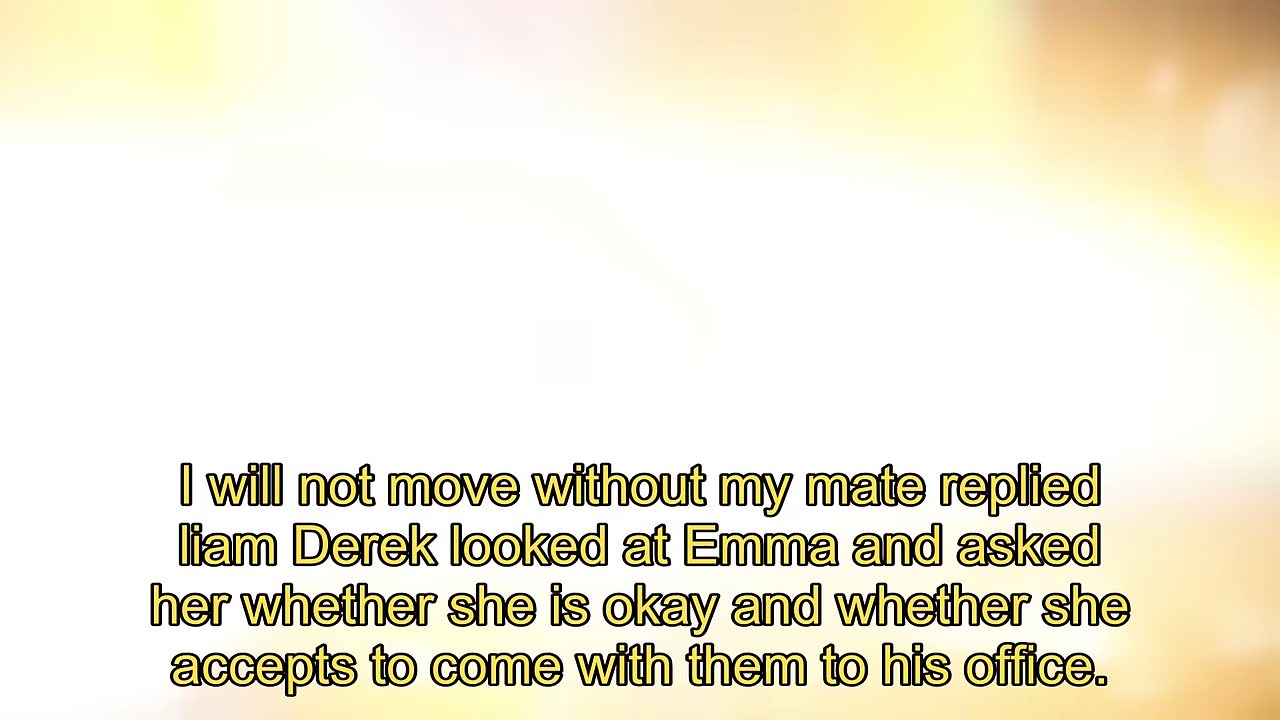 I will not move without my mate replied
liam Derek looked at Emma and asked
her whether she is okay and whether she
accepts to come with them to his office.